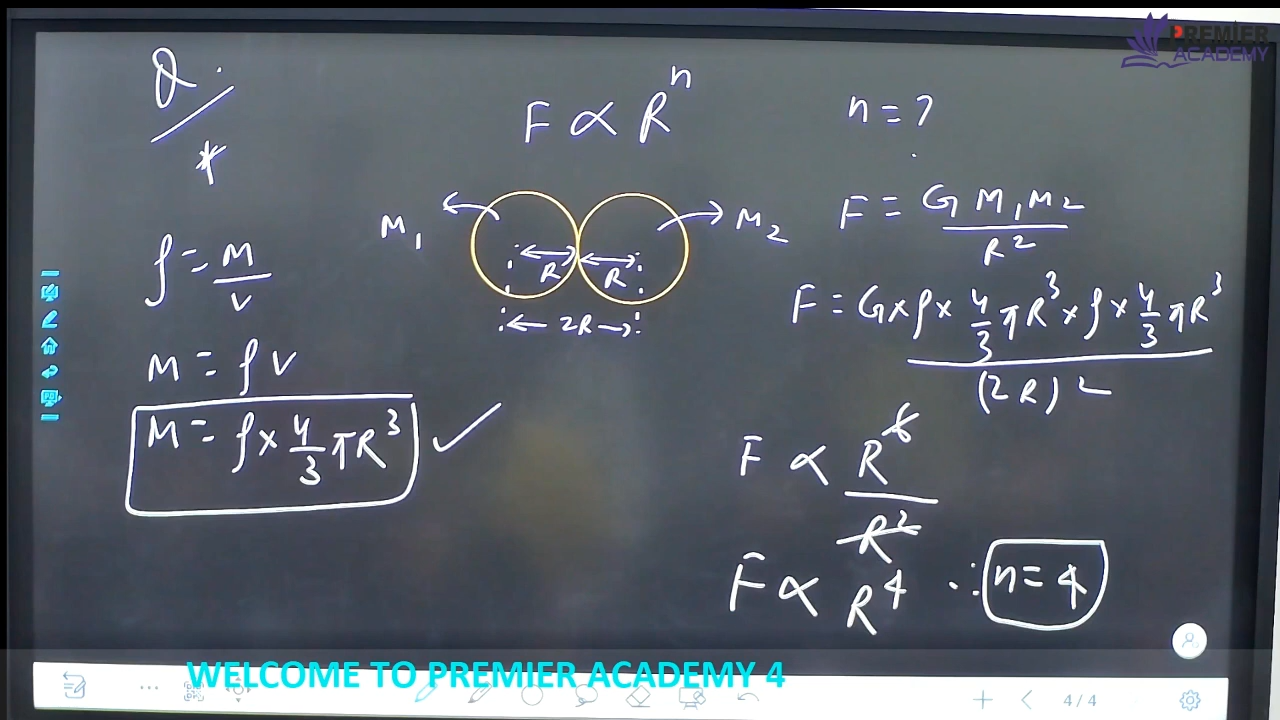 PREMIER
ACADEMY
Q.
*
F ∝ Rⁿ
n = ?
M₁
M₂
R
R
2R
ρ = M/V
M = ρV
M = ρ × 4/3 πR³
F = G M₁M₂ / R²
F = G × ρ × 4/3 πR³ × ρ × 4/3 πR³ / (2R)²
F ∝ R⁶ / R²
F ∝ R⁴ ∴ n = 4
WELCOME TO PREMIER ACADEMY 4
4/4